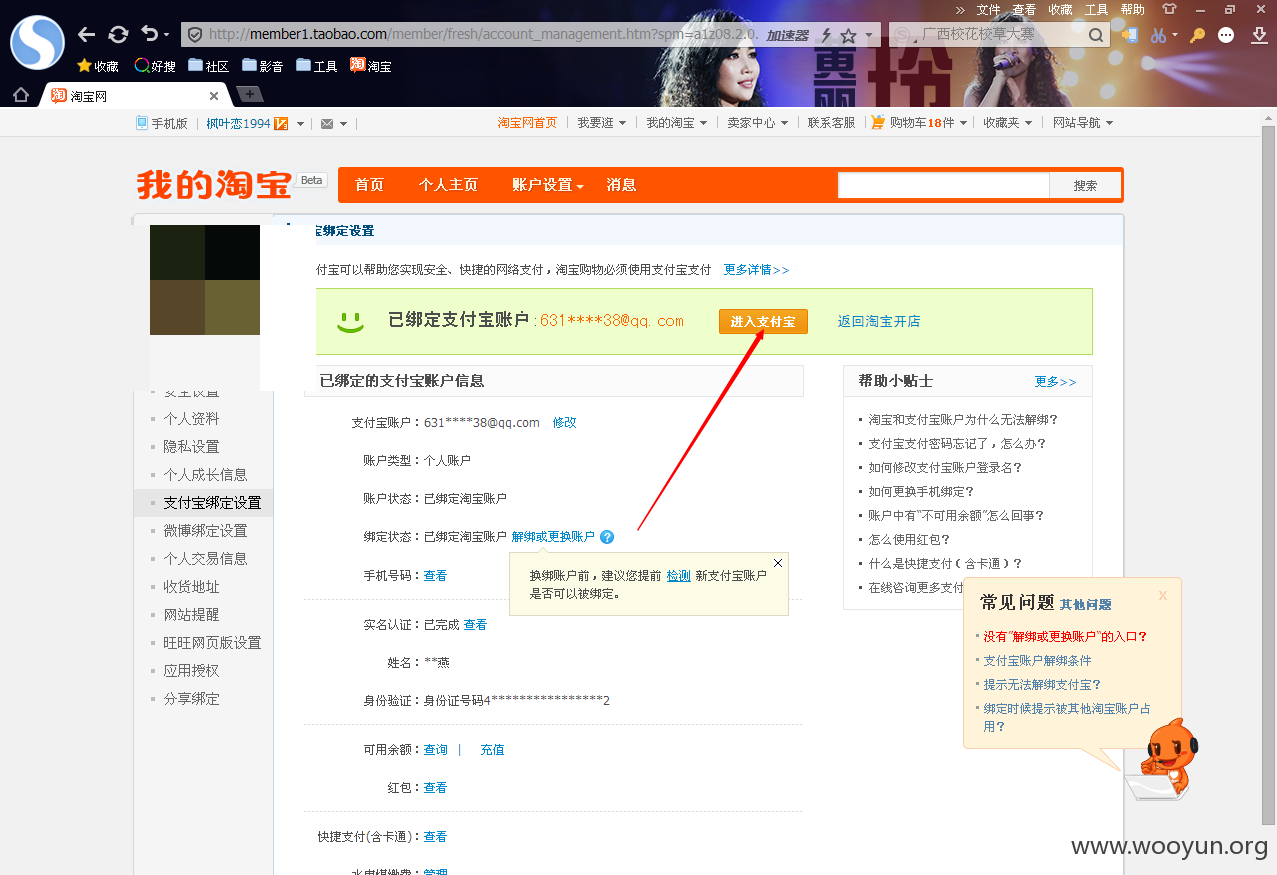 » 文件 查看 收藏 工具 帮助
http://member1.taobao.com/member/fresh/account_management.htm?spm=a1z08.2.0. 加速器
广西校花校草大赛
收藏 好搜 社区 影音 工具 淘 淘宝
黄丽玲
淘 淘宝网
手机版 枫叶恋1994
淘宝网首页 我要逛 我的淘宝 卖家中心 联系客服 购物车18件 收藏夹 网站导航
我的淘宝 Beta
首页 个人主页 账户设置 消息 搜索
宝绑定设置
付宝可以帮助您实现安全、快捷的网络支付，淘宝购物必须使用支付宝支付 更多详情>>
已绑定支付宝账户:631****38@qq.com 进入支付宝 返回淘宝开店
安全设置
个人资料
隐私设置
个人成长信息
支付宝绑定设置
微博绑定设置
个人交易信息
收货地址
网站提醒
旺旺网页版设置
应用授权
分享绑定
已绑定的支付宝账户信息
支付宝账户：631****38@qq.com 修改
账户类型：个人账户
账户状态：已绑定淘宝账户
绑定状态：已绑定淘宝账户 解绑或更换账户 ?
换绑账户前，建议您提前 检测 新支付宝账户
是否可以被绑定。
手机号码：查看
实名认证：已完成 查看
姓名：**燕
身份验证：身份证号码4****************2
可用余额：查询 | 充值
红包：查看
快捷支付(含卡通)：查看
水电煤缴费：管理
帮助小贴士 更多>>
淘宝和支付宝账户为什么无法解绑？
支付宝支付密码忘记了，怎么办？
如何修改支付宝账户登录名？
如何更换手机绑定？
账户中有“不可用余额”怎么回事？
怎么使用红包？
什么是快捷支付（含卡通）？
在线咨询更多支付
常见问题 其他问题 x
没有“解绑或更换账户”的入口？
支付宝账户解绑条件
提示无法解绑支付宝？
绑定时候提示被其他淘宝账户占
用？
www.wooyun.org